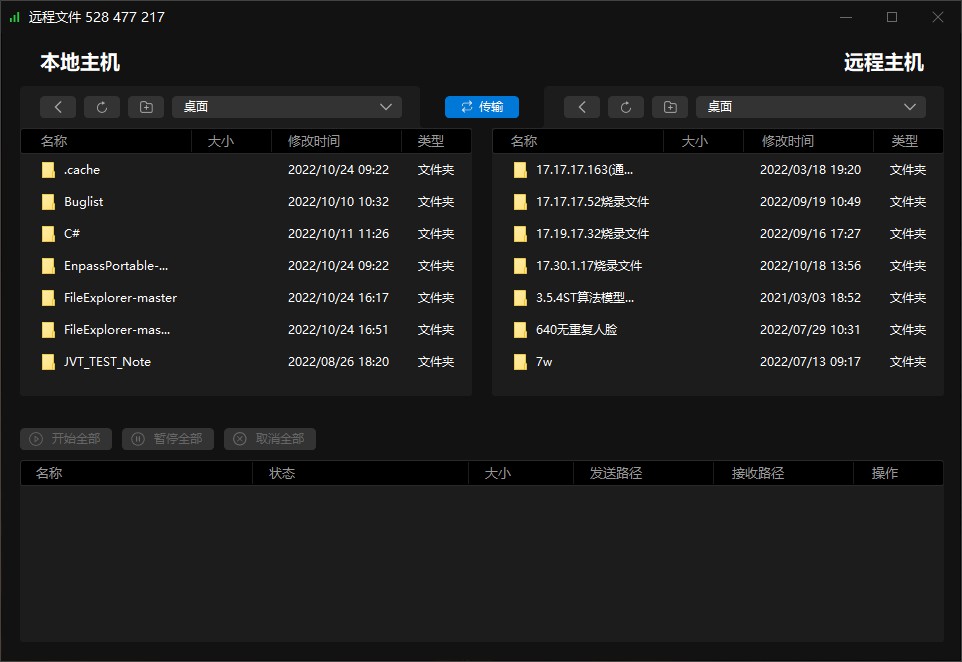 远程文件 528 477 217
本地主机 远程主机
桌面 传输 桌面
名称 大小 修改时间 类型 名称 大小 修改时间 类型
.cache 2022/10/24 09:22 文件夹 17.17.17.163(通... 2022/03/18 19:20 文件夹
Buglist 2022/10/10 10:32 文件夹 17.17.17.52烧录文件 2022/09/19 10:49 文件夹
C# 2022/10/11 11:26 文件夹 17.19.17.32烧录文件 2022/09/16 17:27 文件夹
EnpassPortable-... 2022/10/24 09:22 文件夹 17.30.1.17烧录文件 2022/10/18 13:56 文件夹
FileExplorer-master 2022/10/24 16:17 文件夹 3.5.4ST算法模型... 2021/03/03 18:52 文件夹
FileExplorer-mas... 2022/10/24 16:51 文件夹 640无重复人脸 2022/07/29 10:31 文件夹
JVT_TEST_Note 2022/08/26 18:20 文件夹 7w 2022/07/13 09:17 文件夹
开始全部 暂停全部 取消全部
名称 状态 大小 发送路径 接收路径 操作